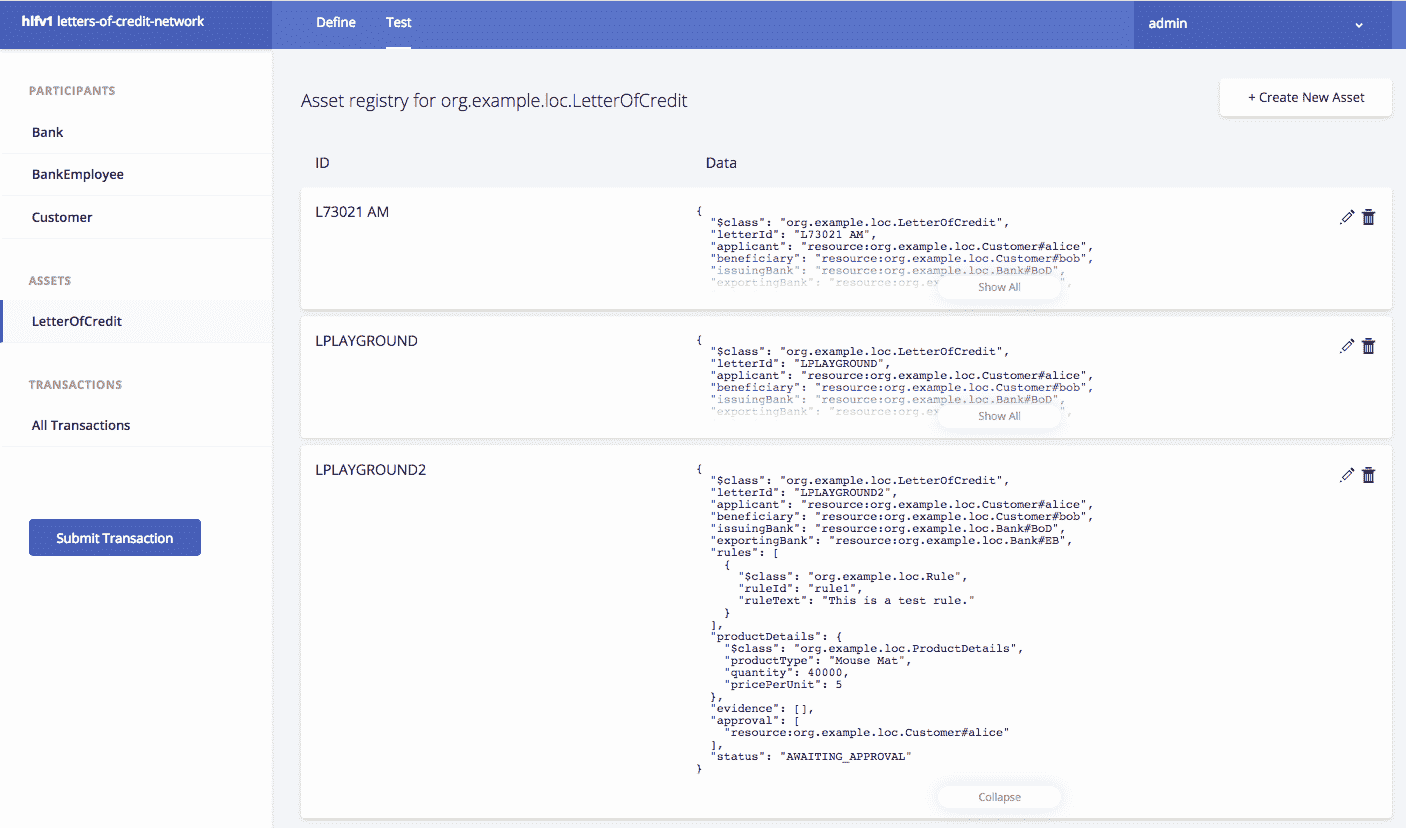 hlfv1 letters-of-credit-network
Define
Test
admin
PARTICIPANTS
Bank
BankEmployee
Customer
ASSETS
LetterOfCredit
TRANSACTIONS
All Transactions
Submit Transaction
Asset registry for org.example.loc.LetterOfCredit
+ Create New Asset
ID
Data
L73021 AM
{
"$class": "org.example.loc.LetterOfCredit",
"letterId": "L73021 AM",
"applicant": "resource:org.example.loc.Customer#alice",
"beneficiary": "resource:org.example.loc.Customer#bob",
"issuingBank": "resource:org.example.loc.Bank#BoD",
"exportingBank": "resource:org.ex
Show All
LPLAYGROUND
{
"$class": "org.example.loc.LetterOfCredit",
"letterId": "LPLAYGROUND",
"applicant": "resource:org.example.loc.Customer#alice",
"beneficiary": "resource:org.example.loc.Customer#bob",
"issuingBank": "resource:org.example.loc.Bank#BoD",
"exportingBank": "resource:org.ex
Show All
LPLAYGROUND2
{
"$class": "org.example.loc.LetterOfCredit",
"letterId": "LPLAYGROUND2",
"applicant": "resource:org.example.loc.Customer#alice",
"beneficiary": "resource:org.example.loc.Customer#bob",
"issuingBank": "resource:org.example.loc.Bank#BoD",
"exportingBank": "resource:org.example.loc.Bank#EB",
"rules": [
{
"$class": "org.example.loc.Rule",
"ruleId": "rule1",
"ruleText": "This is a test rule."
}
],
"productDetails": {
"$class": "org.example.loc.ProductDetails",
"productType": "Mouse Mat",
"quantity": 40000,
"pricePerUnit": 5
},
"evidence": [],
"approval": [
"resource:org.example.loc.Customer#alice"
],
"status": "AWAITING_APPROVAL"
}
Collapse